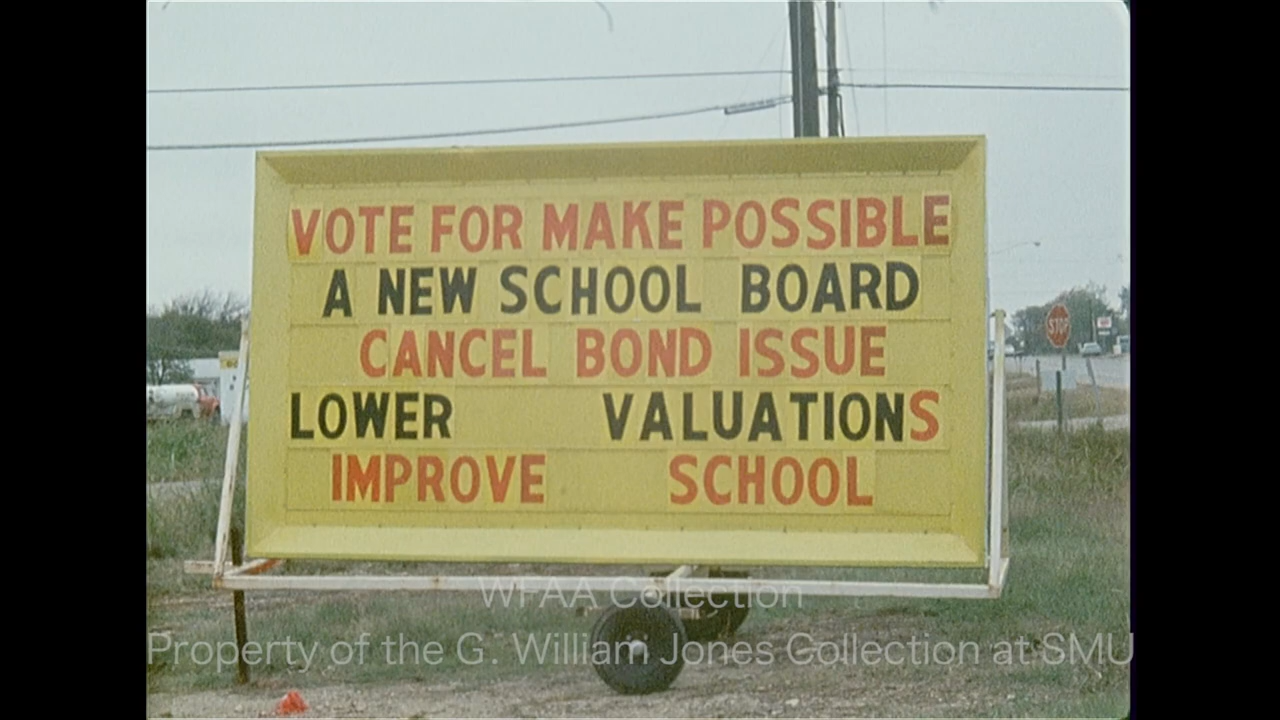 VOTE FOR MAKE POSSIBLE
A NEW SCHOOL BOARD
CANCEL BOND ISSUE
LOWER VALUATIONS
IMPROVE SCHOOL
STOP
WFAA Collection
Property of the G. William Jones Collection at SMU